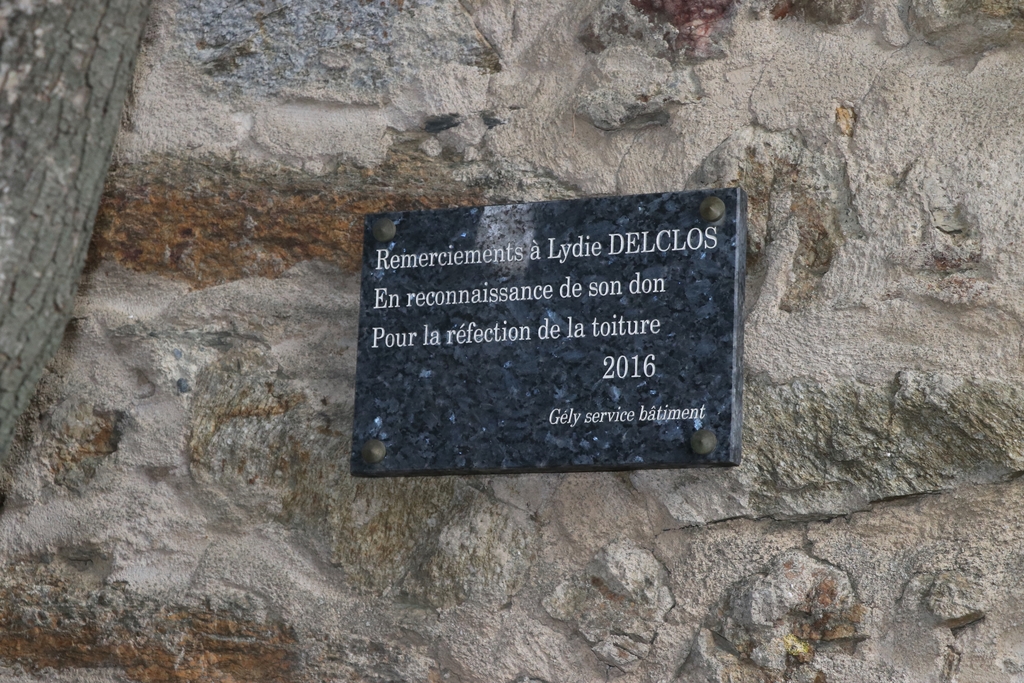 Remerciements à Lydie DELCLOS
En reconnaissance de son don
Pour la réfection de la toiture
2016
Gély service bâtiment